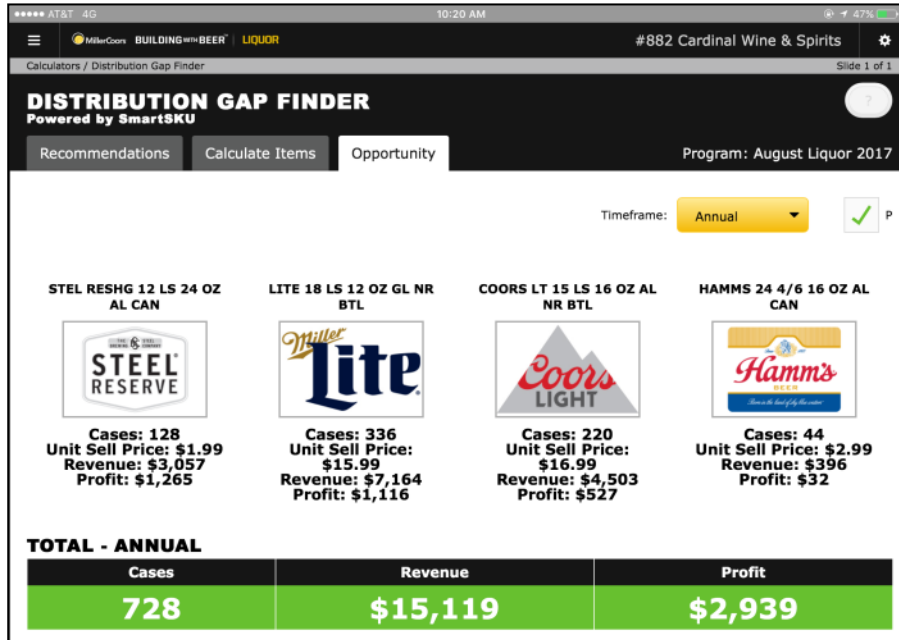 AT&T 4G 10:20 AM 47%
MillerCoors BUILDING WITH BEER™ | LIQUOR #882 Cardinal Wine & Spirits
Calculators / Distribution Gap Finder Slide 1 of 1
DISTRIBUTION GAP FINDER
Powered by SmartSKU
?
Recommendations Calculate Items Opportunity Program: August Liquor 2017
Timeframe: Annual P
STEL RESHG 12 LS 24 OZ
AL CAN
LITE 18 LS 12 OZ GL NR
BTL
COORS LT 15 LS 16 OZ AL
NR BTL
HAMMS 24 4/6 16 OZ AL
CAN
STEEL
RESERVE
Miller
Lite
Coors
LIGHT
Hamm's
BEER
Cases: 128
Unit Sell Price: $1.99
Revenue: $3,057
Profit: $1,265
Cases: 336
Unit Sell Price:
$15.99
Revenue: $7,164
Profit: $1,116
Cases: 220
Unit Sell Price:
$16.99
Revenue: $4,503
Profit: $527
Cases: 44
Unit Sell Price: $2.99
Revenue: $396
Profit: $32
TOTAL - ANNUAL
Cases Revenue Profit
728 $15,119 $2,939